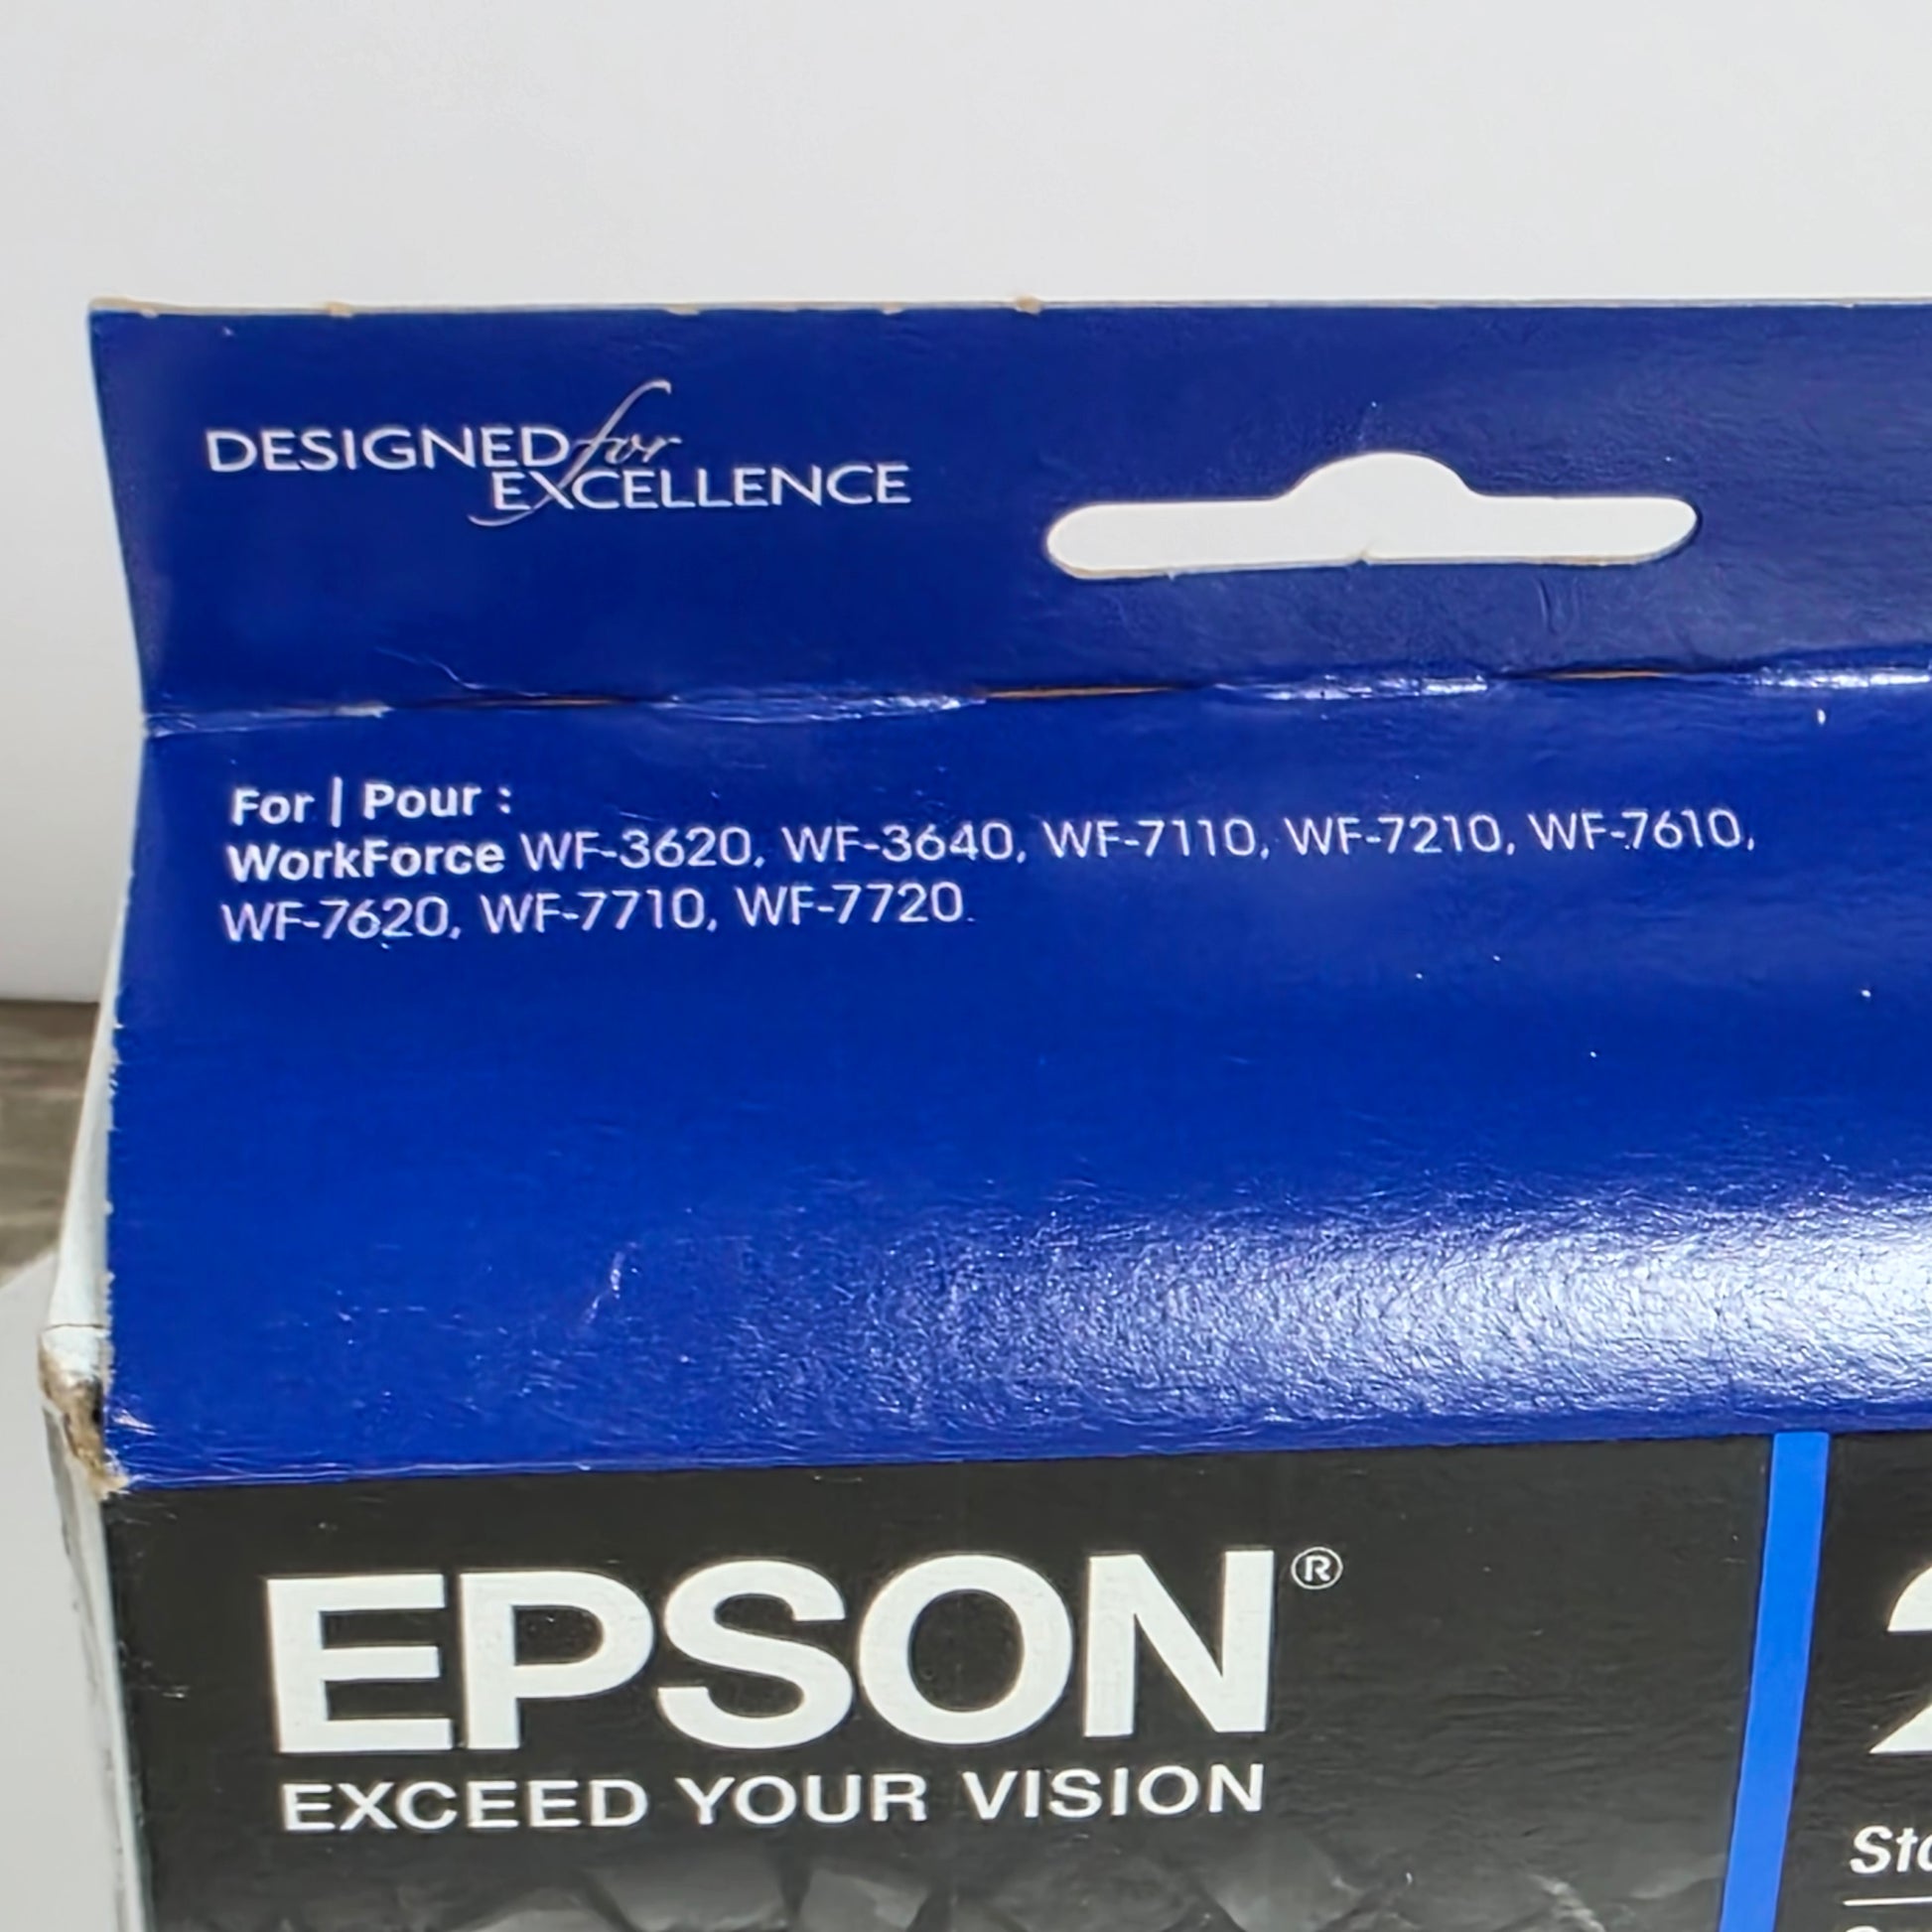 DESIGNED for
EXCELLENCE
For | Pour :
WorkForce WF-3620, WF-3640, WF-7110, WF-7210, WF-7610,
WF-7620, WF-7710, WF-7720.
EPSON®
EXCEED YOUR VISION